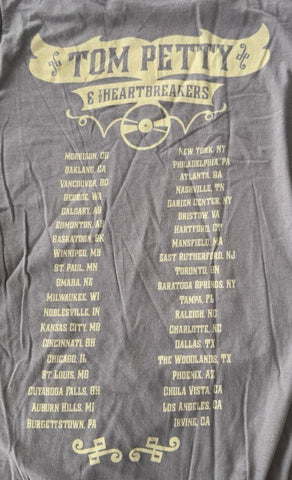 TOM PETTY
& THE HEARTBREAKERS
MORRISON, CO
OAKLAND, CA
VANCOUVER, BC
GEORGE, WA
CALGARY, AB
EDMONTON, AB
SASKATOON, SK
WINNIPEG, MB
ST. PAUL, MN
OMAHA, NE
MILWAUKEE, WI
NOBLESVILLE, IN
KANSAS CITY, MO
CINCINNATI, OH
CHICAGO, IL
ST. LOUIS, MO
CUYAHOGA FALLS, OH
AUBURN HILLS, MI
BURGETTSTOWN, PA
NEW YORK, NY
PHILADELPHIA, PA
ATLANTA, GA
NASHVILLE, TN
DARIEN CENTER, NY
BRISTOW, VA
HARTFORD, CT
MANSFIELD, MA
EAST RUTHERFORD, NJ
TORONTO, ON
SARATOGA SPRINGS, NY
TAMPA, FL
RALEIGH, NC
CHARLOTTE, NC
DALLAS, TX
THE WOODLANDS, TX
PHOENIX, AZ
CHULA VISTA, CA
LOS ANGELES, CA
IRVINE, CA